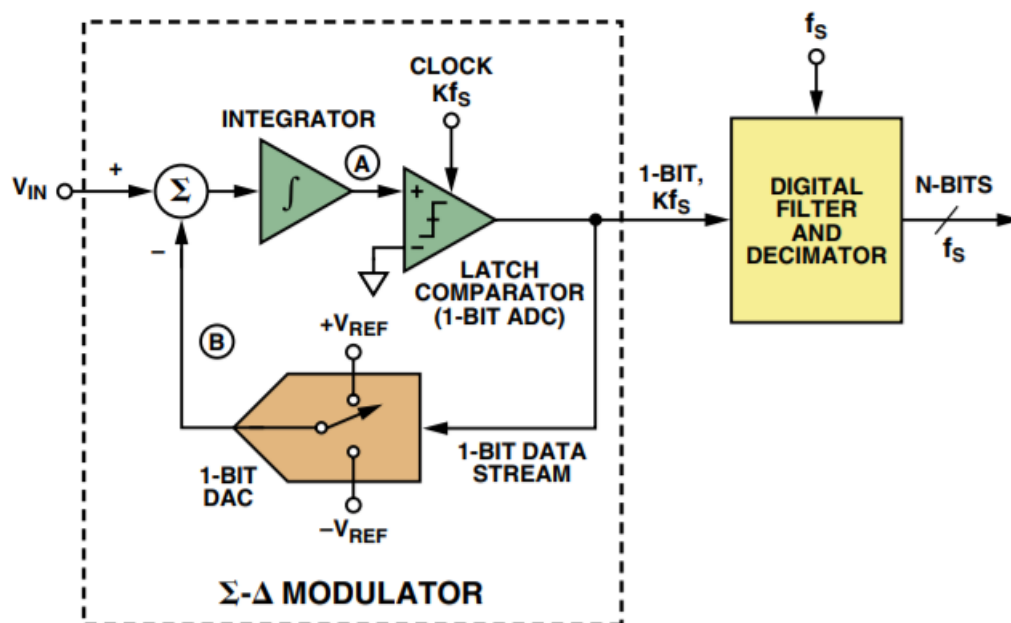 fS
CLOCK
KfS
INTEGRATOR
A
VIN
+
Σ
−
∫
+
−
1-BIT,
KfS
DIGITAL
FILTER
AND
DECIMATOR
N-BITS
fS
LATCH
COMPARATOR
(1-BIT ADC)
B
+VREF
1-BIT
DAC
1-BIT DATA
STREAM
–VREF
Σ-Δ MODULATOR